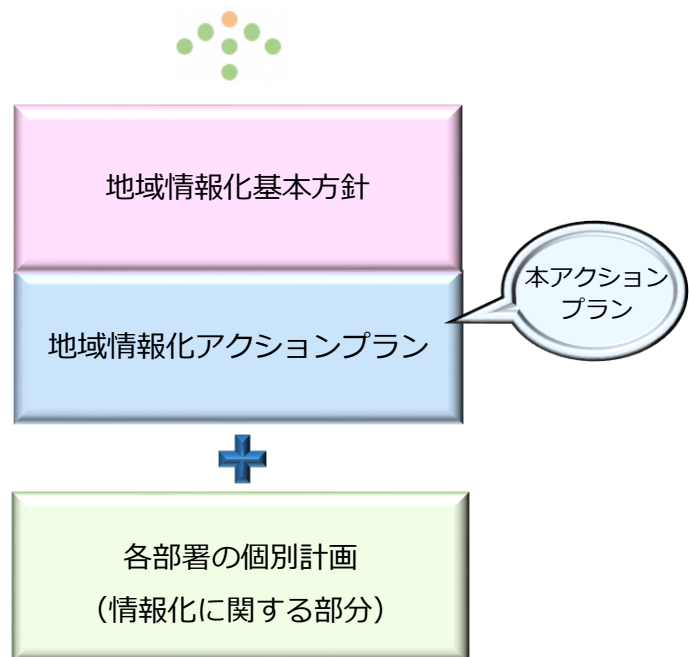 地域情報化基本方針
本アクション
プラン
地域情報化アクションプラン
各部署の個別計画
（情報化に関する部分）